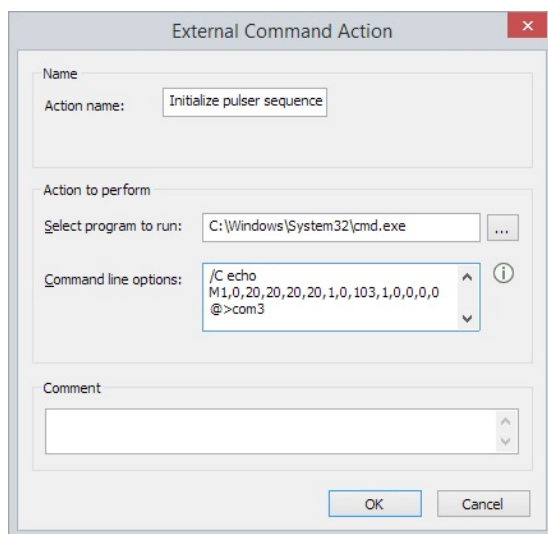 External Command Action
Name
Action name: Initialize pulser sequence
Action to perform
Select program to run: C:\Windows\System32\cmd.exe ...
Command line options: /C echo
M1,0,20,20,20,20,1,0,103,1,0,0,0,0
@>com3
Comment
OK Cancel